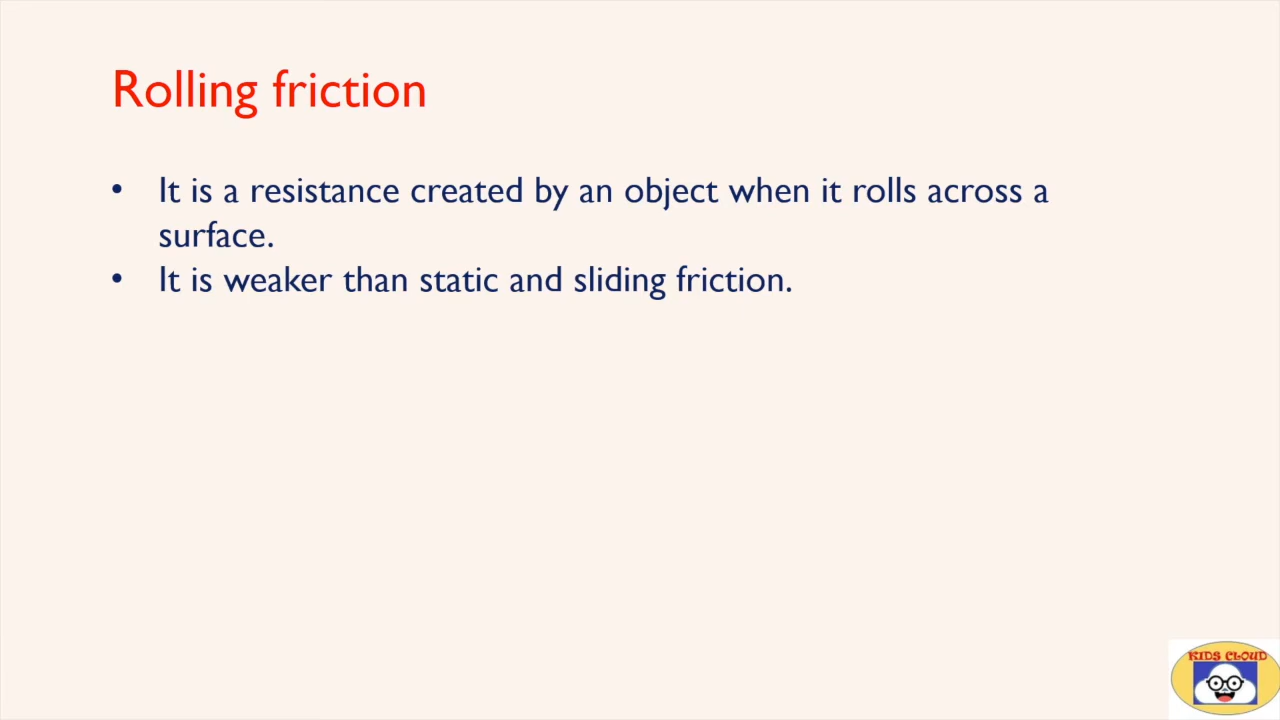 Rolling friction
• It is a resistance created by an object when it rolls across a
surface.
• It is weaker than static and sliding friction.
KIDS CLOUD